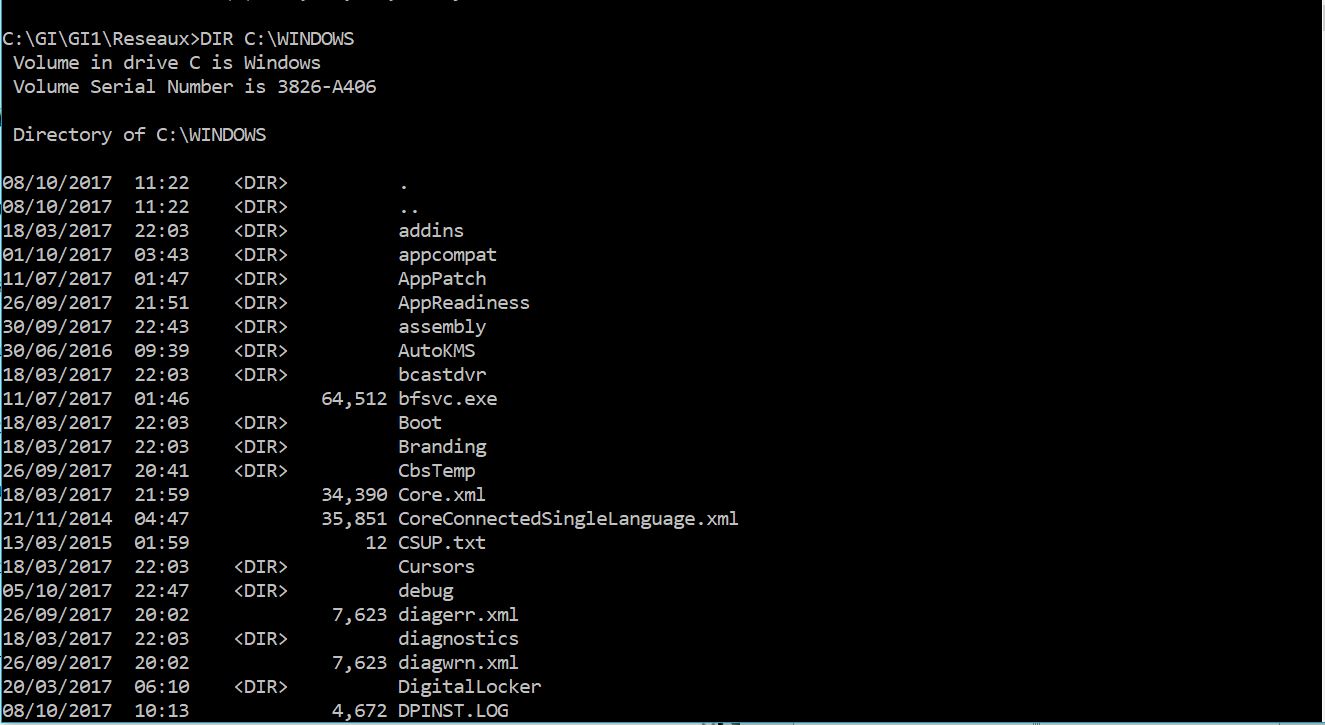 C:\GI\GI1\Reseaux>DIR C:\WINDOWS
 Volume in drive C is Windows
 Volume Serial Number is 3826-A406

 Directory of C:\WINDOWS

08/10/2017  11:22    <DIR>          .
08/10/2017  11:22    <DIR>          ..
18/03/2017  22:03    <DIR>          addins
01/10/2017  03:43    <DIR>          appcompat
11/07/2017  01:47    <DIR>          AppPatch
26/09/2017  21:51    <DIR>          AppReadiness
30/09/2017  22:43    <DIR>          assembly
30/06/2016  09:39    <DIR>          AutoKMS
18/03/2017  22:03    <DIR>          bcastdvr
11/07/2017  01:46            64,512 bfsvc.exe
18/03/2017  22:03    <DIR>          Boot
18/03/2017  22:03    <DIR>          Branding
26/09/2017  20:41    <DIR>          CbsTemp
18/03/2017  21:59            34,390 Core.xml
21/11/2014  04:47            35,851 CoreConnectedSingleLanguage.xml
13/03/2015  01:59                12 CSUP.txt
18/03/2017  22:03    <DIR>          Cursors
05/10/2017  22:47    <DIR>          debug
26/09/2017  20:02             7,623 diagerr.xml
18/03/2017  22:03    <DIR>          diagnostics
26/09/2017  20:02             7,623 diagwrn.xml
20/03/2017  06:10    <DIR>          DigitalLocker
08/10/2017  10:13             4,672 DPINST.LOG